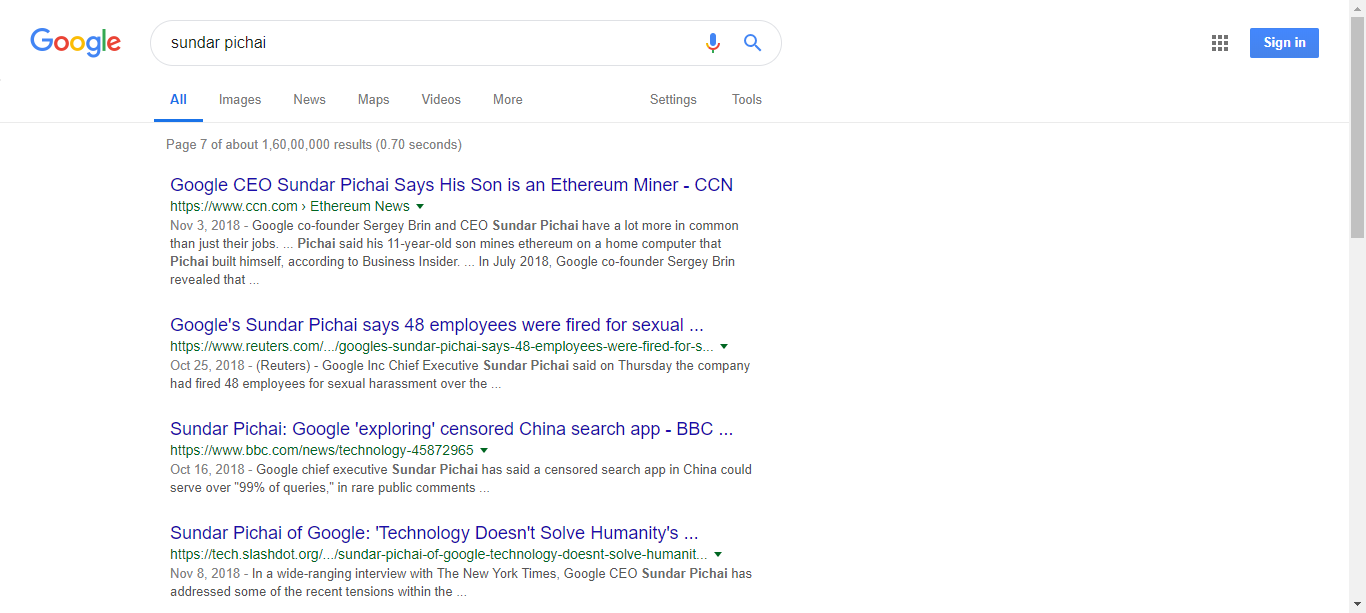 Google
sundar pichai
Sign in
All Images News Maps Videos More Settings Tools
Page 7 of about 1,60,00,000 results (0.70 seconds)
Google CEO Sundar Pichai Says His Son is an Ethereum Miner - CCN
https://www.ccn.com › Ethereum News
Nov 3, 2018 - Google co-founder Sergey Brin and CEO Sundar Pichai have a lot more in common
than just their jobs. ... Pichai said his 11-year-old son mines ethereum on a home computer that
Pichai built himself, according to Business Insider. ... In July 2018, Google co-founder Sergey Brin
revealed that ...
Google's Sundar Pichai says 48 employees were fired for sexual ...
https://www.reuters.com/.../googles-sundar-pichai-says-48-employees-were-fired-for-s...
Oct 25, 2018 - (Reuters) - Google Inc Chief Executive Sundar Pichai said on Thursday the company
had fired 48 employees for sexual harassment over the ...
Sundar Pichai: Google 'exploring' censored China search app - BBC ...
https://www.bbc.com/news/technology-45872965
Oct 16, 2018 - Google chief executive Sundar Pichai has said a censored search app in China could
serve over "99% of queries," in rare public comments ...
Sundar Pichai of Google: 'Technology Doesn't Solve Humanity's ...
https://tech.slashdot.org/.../sundar-pichai-of-google-technology-doesnt-solve-humanit...
Nov 8, 2018 - In a wide-ranging interview with The New York Times, Google CEO Sundar Pichai has
addressed some of the recent tensions within the ...